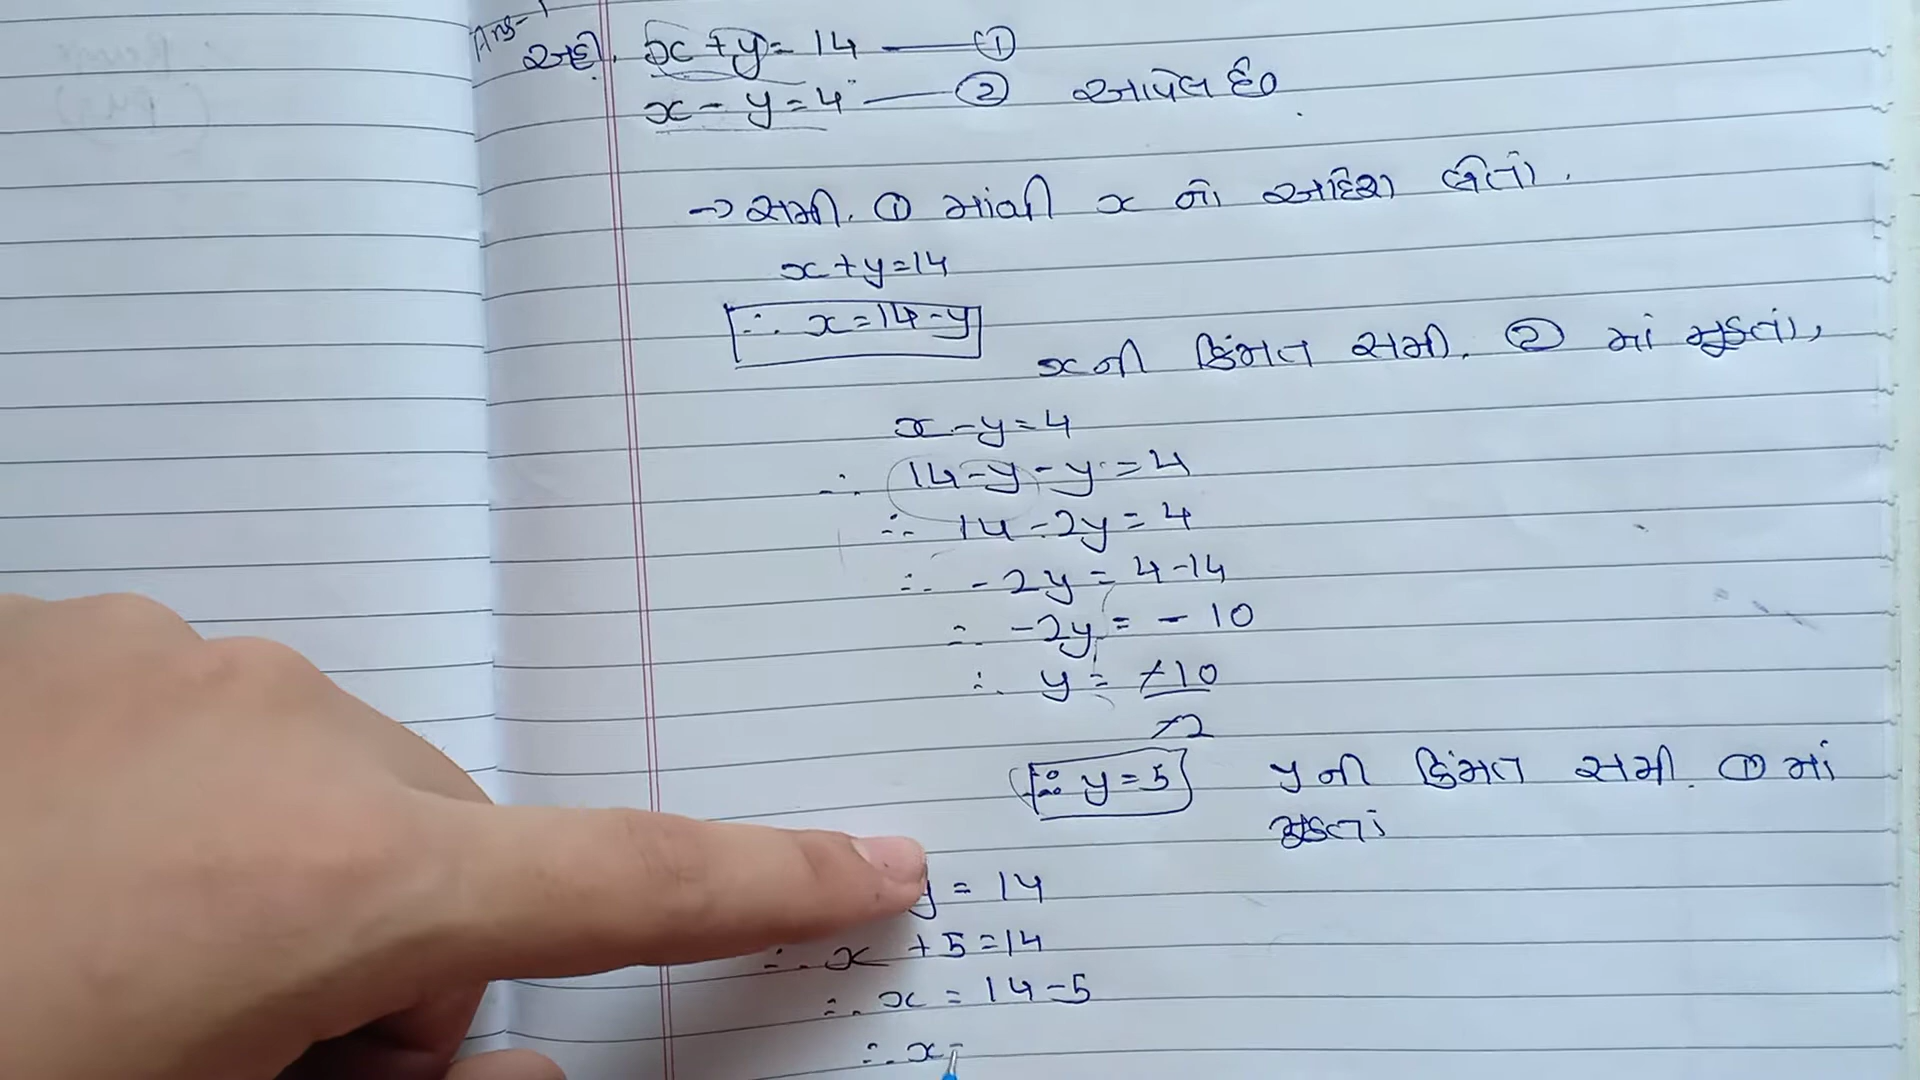 Ans-1
અહી. x + y = 14 —— ①
x - y = 4 —— ② આપેલ છે
→ સમી. ① માંથી x નો આદેશ લેતાં.
x + y = 14
∴ x = 14 - y
x ની કિંમત સમી. ② માં મુકતાં,
x - y = 4
∴ 14 - y - y = 4
∴ 14 - 2y = 4
∴ -2y = 4 - 14
∴ -2y = - 10
∴ y = -10
-2
∴ y = 5 y ની કિંમત સમી. ① માં
મુકતાં
y = 14
∴ x + 5 = 14
∴ x = 14 - 5
∴ x =